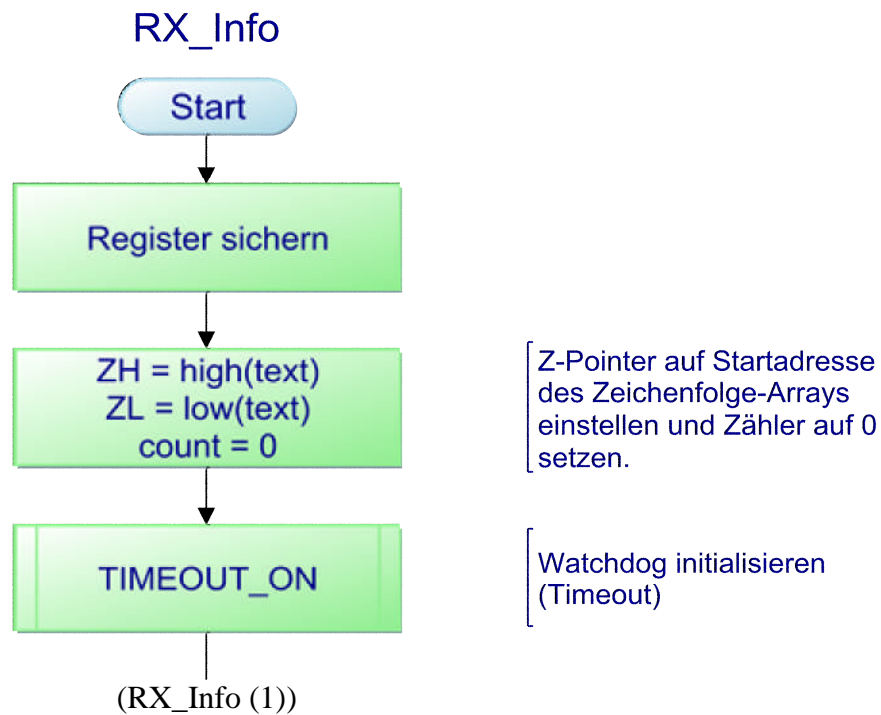 RX_Info
Start
Register sichern
ZH = high(text)
ZL = low(text)
count = 0
Z-Pointer auf Startadresse
des Zeichenfolge-Arrays
einstellen und Zähler auf 0
setzen.
TIMEOUT_ON
Watchdog initialisieren
(Timeout)
(RX_Info (1))